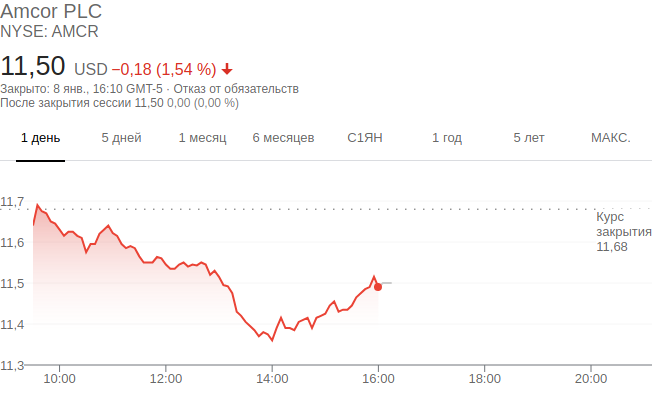 Amcor PLC
NYSE: AMCR
11,50 USD −0,18 (1,54 %)
Закрыто: 8 янв., 16:10 GMT-5 · Отказ от обязательств
После закрытия сессии 11,50 0,00 (0,00 %)
1 день 5 дней 1 месяц 6 месяцев С1ЯН 1 год 5 лет МАКС.
11,7
Курс
закрытия
11,68
11,6
11,5
11,4
11,3
10:00 12:00 14:00 16:00 18:00 20:00